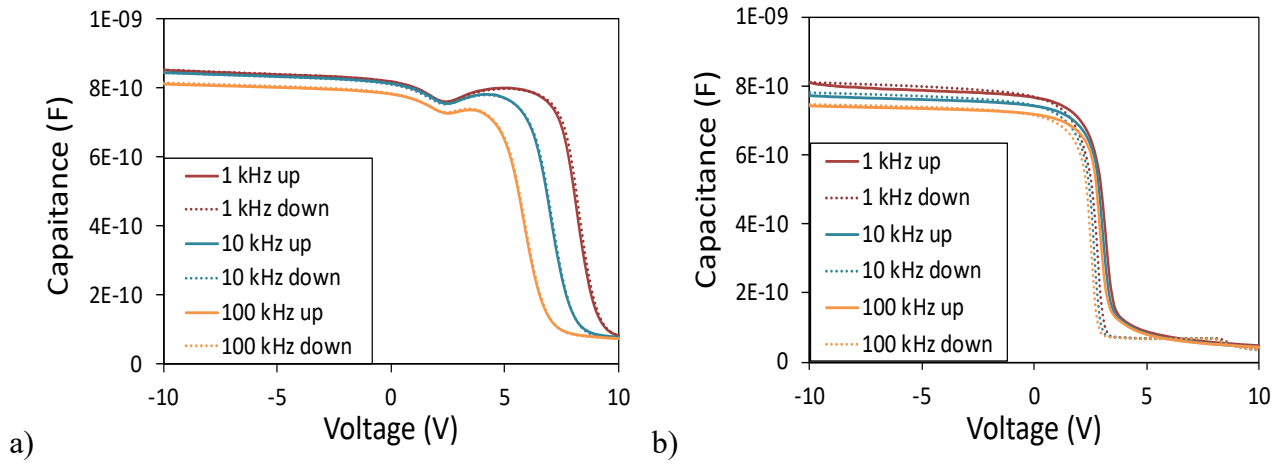 1E-09
8E-10
6E-10
4E-10
2E-10
0
Capaitance (F)
1 kHz up
1 kHz down
10 kHz up
10 kHz down
100 kHz up
100 kHz down
-10
-5
0
5
10
Voltage (V)
a)
1E-09
8E-10
6E-10
4E-10
2E-10
0
Capacitance (F)
1 kHz up
1 kHz down
10 kHz up
10 kHz down
100 kHz up
100 kHz down
-10
-5
0
5
10
Voltage (V)
b)